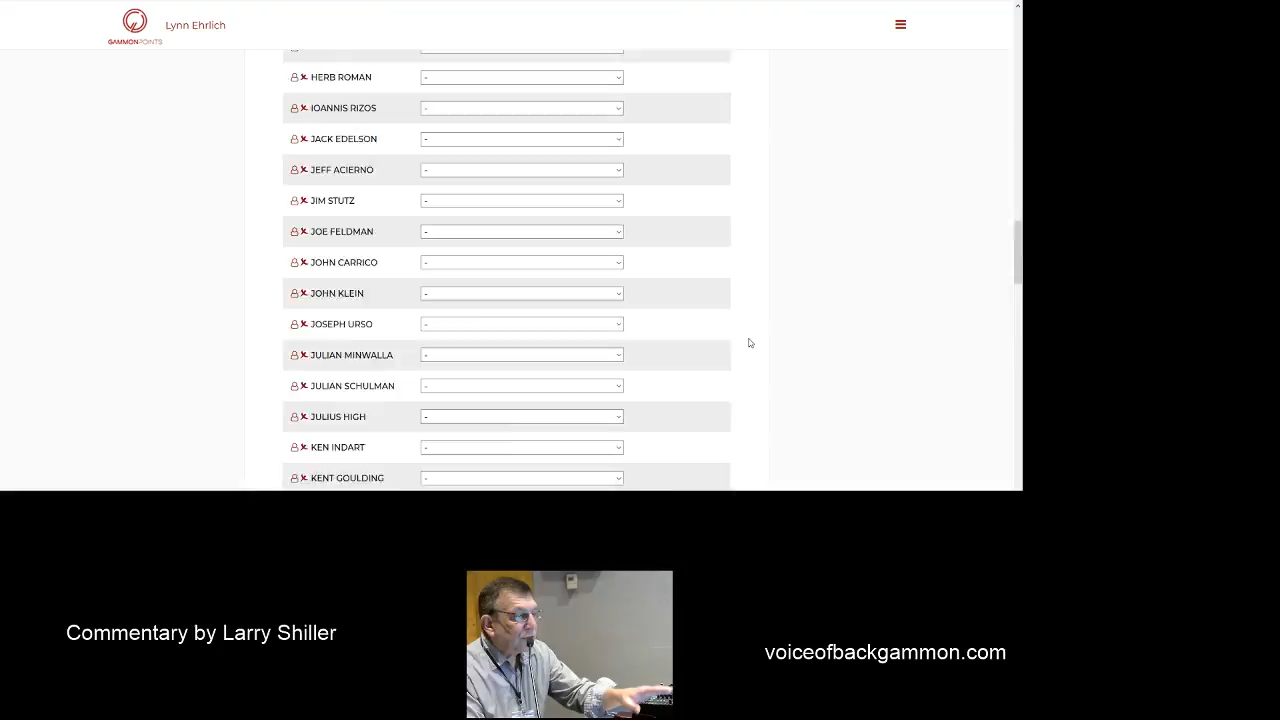 GAMMONPOINTS
Lynn Ehrlich
HERB ROMAN -
IOANNIS RIZOS -
JACK EDELSON -
JEFF ACIERNO -
JIM STUTZ -
JOE FELDMAN -
JOHN CARRICO -
JOHN KLEIN -
JOSEPH URSO -
JULIAN MINWALLA -
JULIAN SCHULMAN -
JULIUS HIGH -
KEN INDART -
KENT GOULDING -
Commentary by Larry Shiller
voiceofbackgammon.com